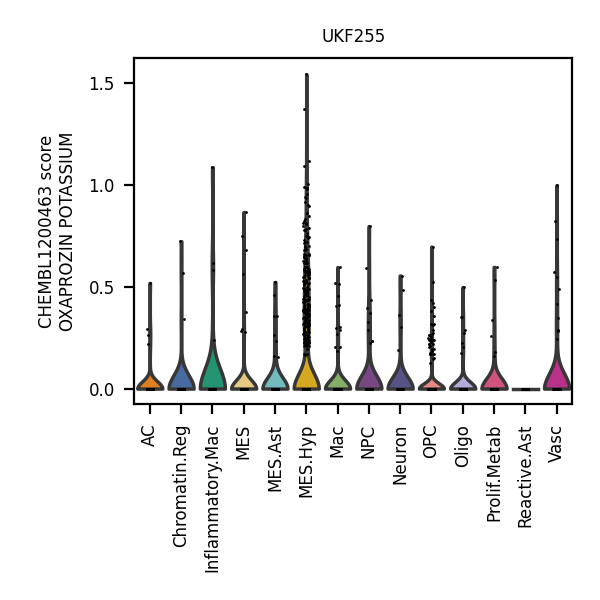 UKF255
CHEMBL1200463 score
OXAPROZIN POTASSIUM
1.5
1.0
0.5
0.0
AC
Chromatin.Reg
Inflammatory.Mac
MES
MES.Ast
MES.Hyp
Mac
NPC
Neuron
OPC
Oligo
Prolif.Metab
Reactive.Ast
Vasc